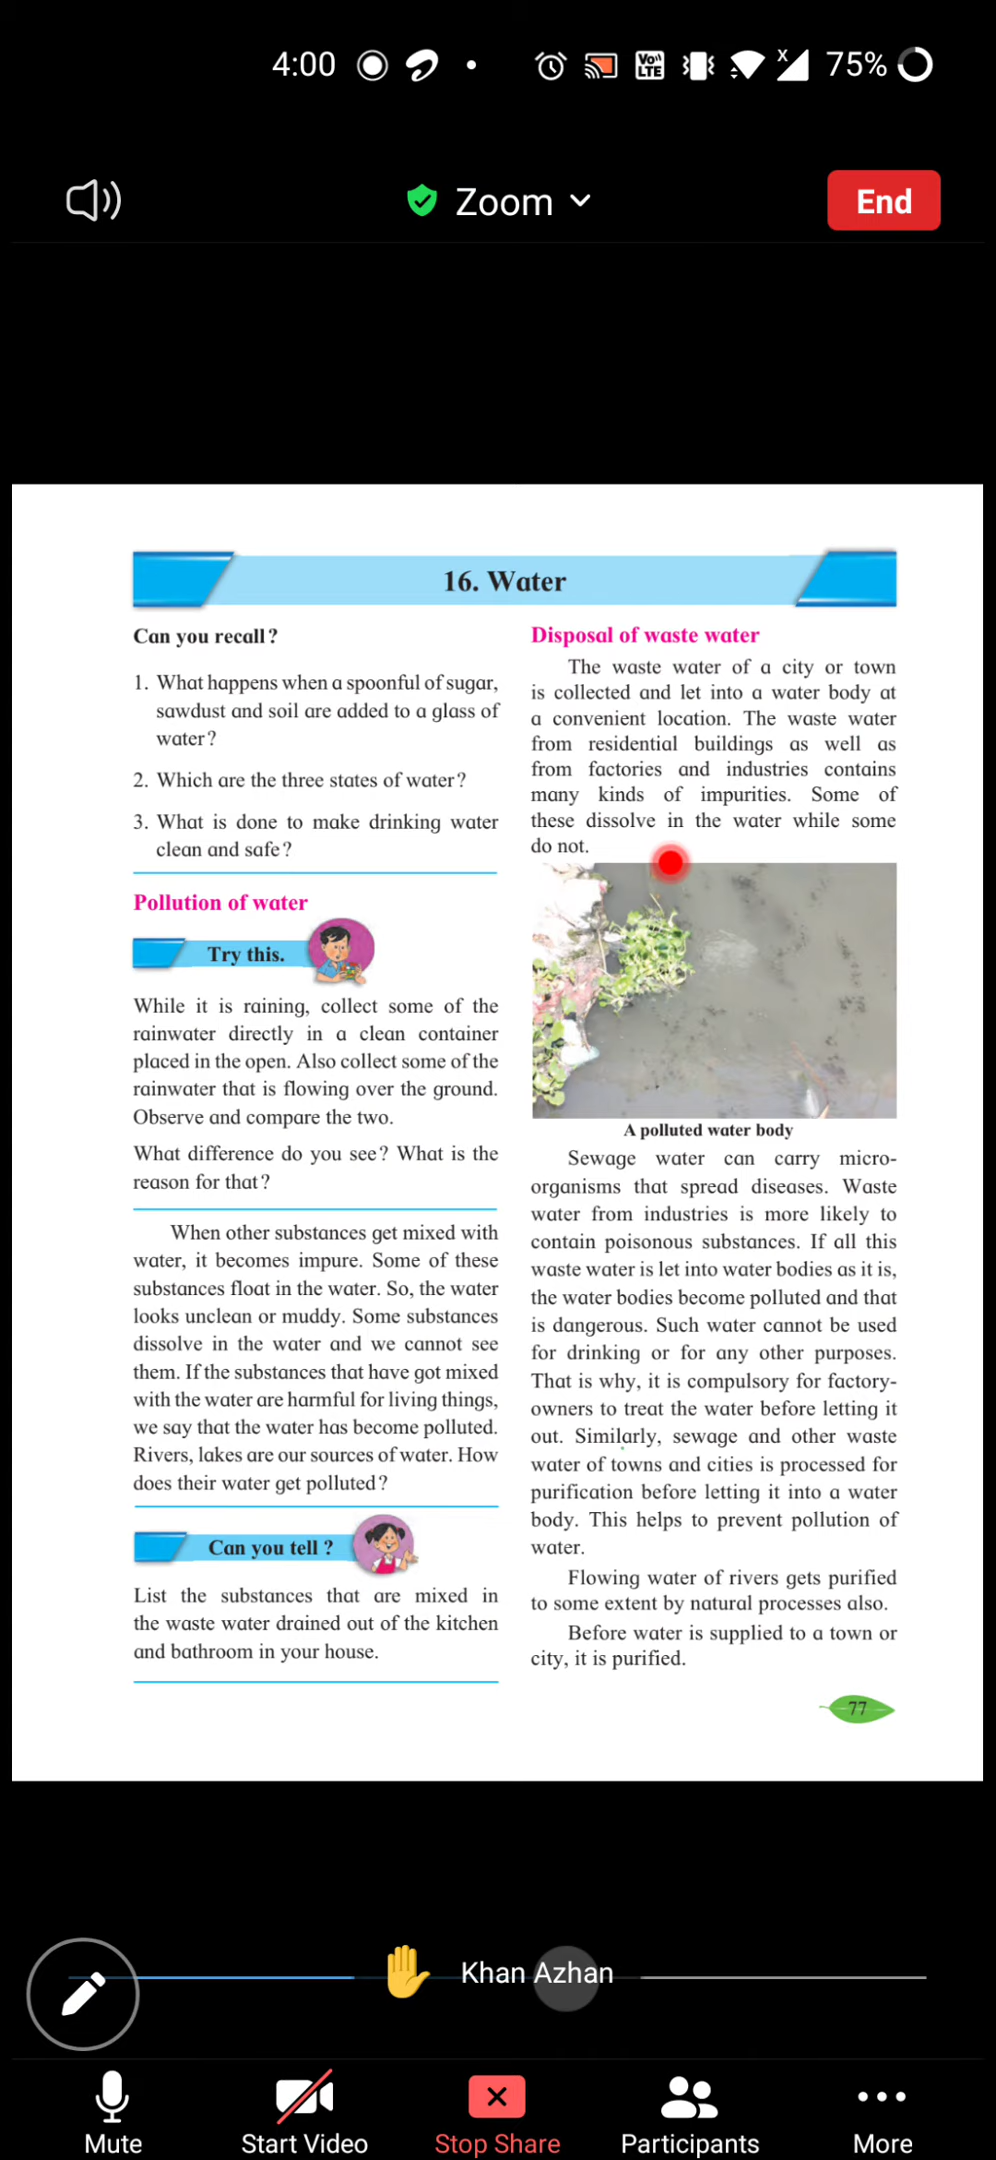 4:00
Vo))
LTE
x
75%
Zoom
End
16. Water
Can you recall?
1. What happens when a spoonful of sugar,
sawdust and soil are added to a glass of
water?
2. Which are the three states of water?
3. What is done to make drinking water
clean and safe?
Pollution of water
Try this.
While it is raining, collect some of the
rainwater directly in a clean container
placed in the open. Also collect some of the
rainwater that is flowing over the ground.
Observe and compare the two.
What difference do you see? What is the
reason for that?
When other substances get mixed with
water, it becomes impure. Some of these
substances float in the water. So, the water
looks unclean or muddy. Some substances
dissolve in the water and we cannot see
them. If the substances that have got mixed
with the water are harmful for living things,
we say that the water has become polluted.
Rivers, lakes are our sources of water. How
does their water get polluted?
Can you tell ?
List the substances that are mixed in
the waste water drained out of the kitchen
and bathroom in your house.
Disposal of waste water
The waste water of a city or town
is collected and let into a water body at
a convenient location. The waste water
from residential buildings as well as
from factories and industries contains
many kinds of impurities. Some of
these dissolve in the water while some
do not.
A polluted water body
Sewage water can carry micro-
organisms that spread diseases. Waste
water from industries is more likely to
contain poisonous substances. If all this
waste water is let into water bodies as it is,
the water bodies become polluted and that
is dangerous. Such water cannot be used
for drinking or for any other purposes.
That is why, it is compulsory for factory-
owners to treat the water before letting it
out. Similarly, sewage and other waste
water of towns and cities is processed for
purification before letting it into a water
body. This helps to prevent pollution of
water.
Flowing water of rivers gets purified
to some extent by natural processes also.
Before water is supplied to a town or
city, it is purified.
77
Khan Azhan
Mute
Start Video
Stop Share
Participants
More